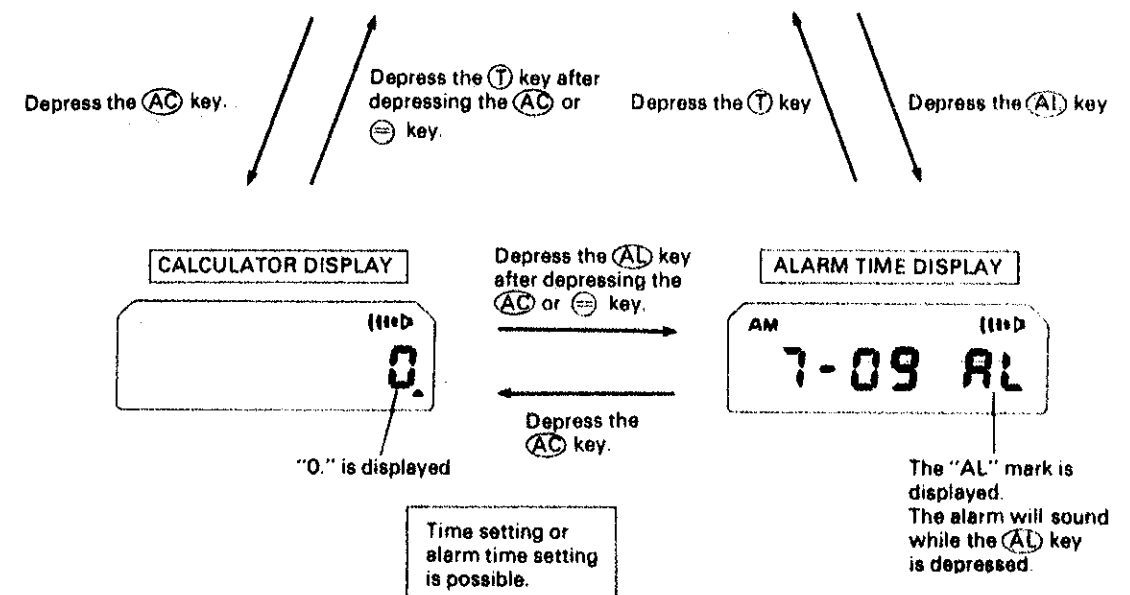 Depress the AC key.
Depress the T key after
depressing the AC or
= key.
Depress the T key
Depress the AL key
CALCULATOR DISPLAY
0.
"0." is displayed
Depress the AL key
after depressing the
AC or = key.
Depress the
AC key.
ALARM TIME DISPLAY
AM
7-09 AL
The "AL" mark is
displayed.
The alarm will sound
while the AL key
is depressed.
Time setting or
alarm time setting
is possible.